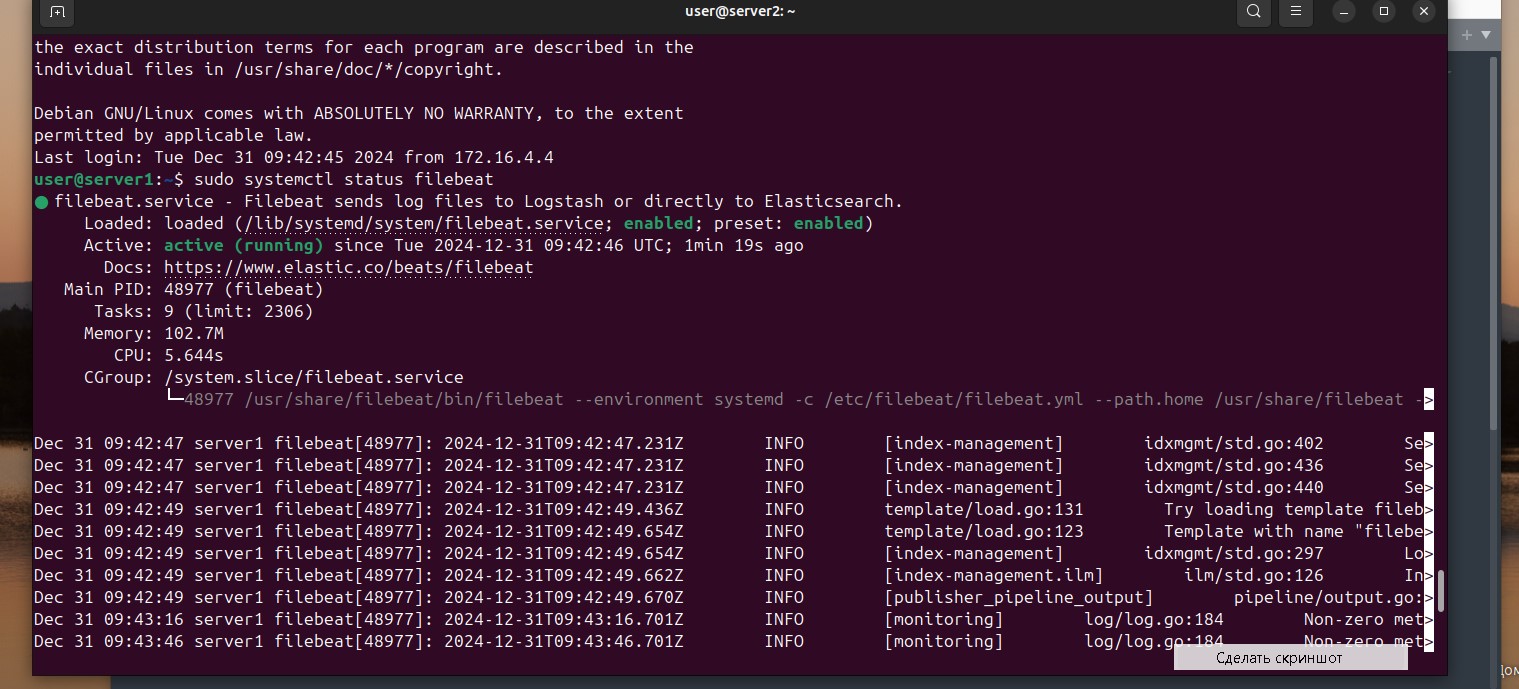 user@server2: ~
the exact distribution terms for each program are described in the
individual files in /usr/share/doc/*/copyright.
Debian GNU/Linux comes with ABSOLUTELY NO WARRANTY, to the extent
permitted by applicable law.
Last login: Tue Dec 31 09:42:45 2024 from 172.16.4.4
user@server1:~$ sudo systemctl status filebeat
● filebeat.service - Filebeat sends log files to Logstash or directly to Elasticsearch.
Loaded: loaded (/lib/systemd/system/filebeat.service; enabled; preset: enabled)
Active: active (running) since Tue 2024-12-31 09:42:46 UTC; 1min 19s ago
Docs: https://www.elastic.co/beats/filebeat
Main PID: 48977 (filebeat)
Tasks: 9 (limit: 2306)
Memory: 102.7M
CPU: 5.644s
CGroup: /system.slice/filebeat.service
└─48977 /usr/share/filebeat/bin/filebeat --environment systemd -c /etc/filebeat/filebeat.yml --path.home /usr/share/filebeat ->
Dec 31 09:42:47 server1 filebeat[48977]: 2024-12-31T09:42:47.231Z INFO [index-management] idxmgmt/std.go:402 Se>
Dec 31 09:42:47 server1 filebeat[48977]: 2024-12-31T09:42:47.231Z INFO [index-management] idxmgmt/std.go:436 Se>
Dec 31 09:42:47 server1 filebeat[48977]: 2024-12-31T09:42:47.231Z INFO [index-management] idxmgmt/std.go:440 Se>
Dec 31 09:42:49 server1 filebeat[48977]: 2024-12-31T09:42:49.436Z INFO template/load.go:131 Try loading template fileb>
Dec 31 09:42:49 server1 filebeat[48977]: 2024-12-31T09:42:49.654Z INFO template/load.go:123 Template with name "filebe>
Dec 31 09:42:49 server1 filebeat[48977]: 2024-12-31T09:42:49.654Z INFO [index-management] idxmgmt/std.go:297 Lo>
Dec 31 09:42:49 server1 filebeat[48977]: 2024-12-31T09:42:49.662Z INFO [index-management.ilm] ilm/std.go:126 In>
Dec 31 09:42:49 server1 filebeat[48977]: 2024-12-31T09:42:49.670Z INFO [publisher_pipeline_output] pipeline/output.go:>
Dec 31 09:43:16 server1 filebeat[48977]: 2024-12-31T09:43:16.701Z INFO [monitoring] log/log.go:184 Non-zero met>
Dec 31 09:43:46 server1 filebeat[48977]: 2024-12-31T09:43:46.701Z INFO [monitoring] log/log.go:184 Non-zero met>
Сделать скриншот